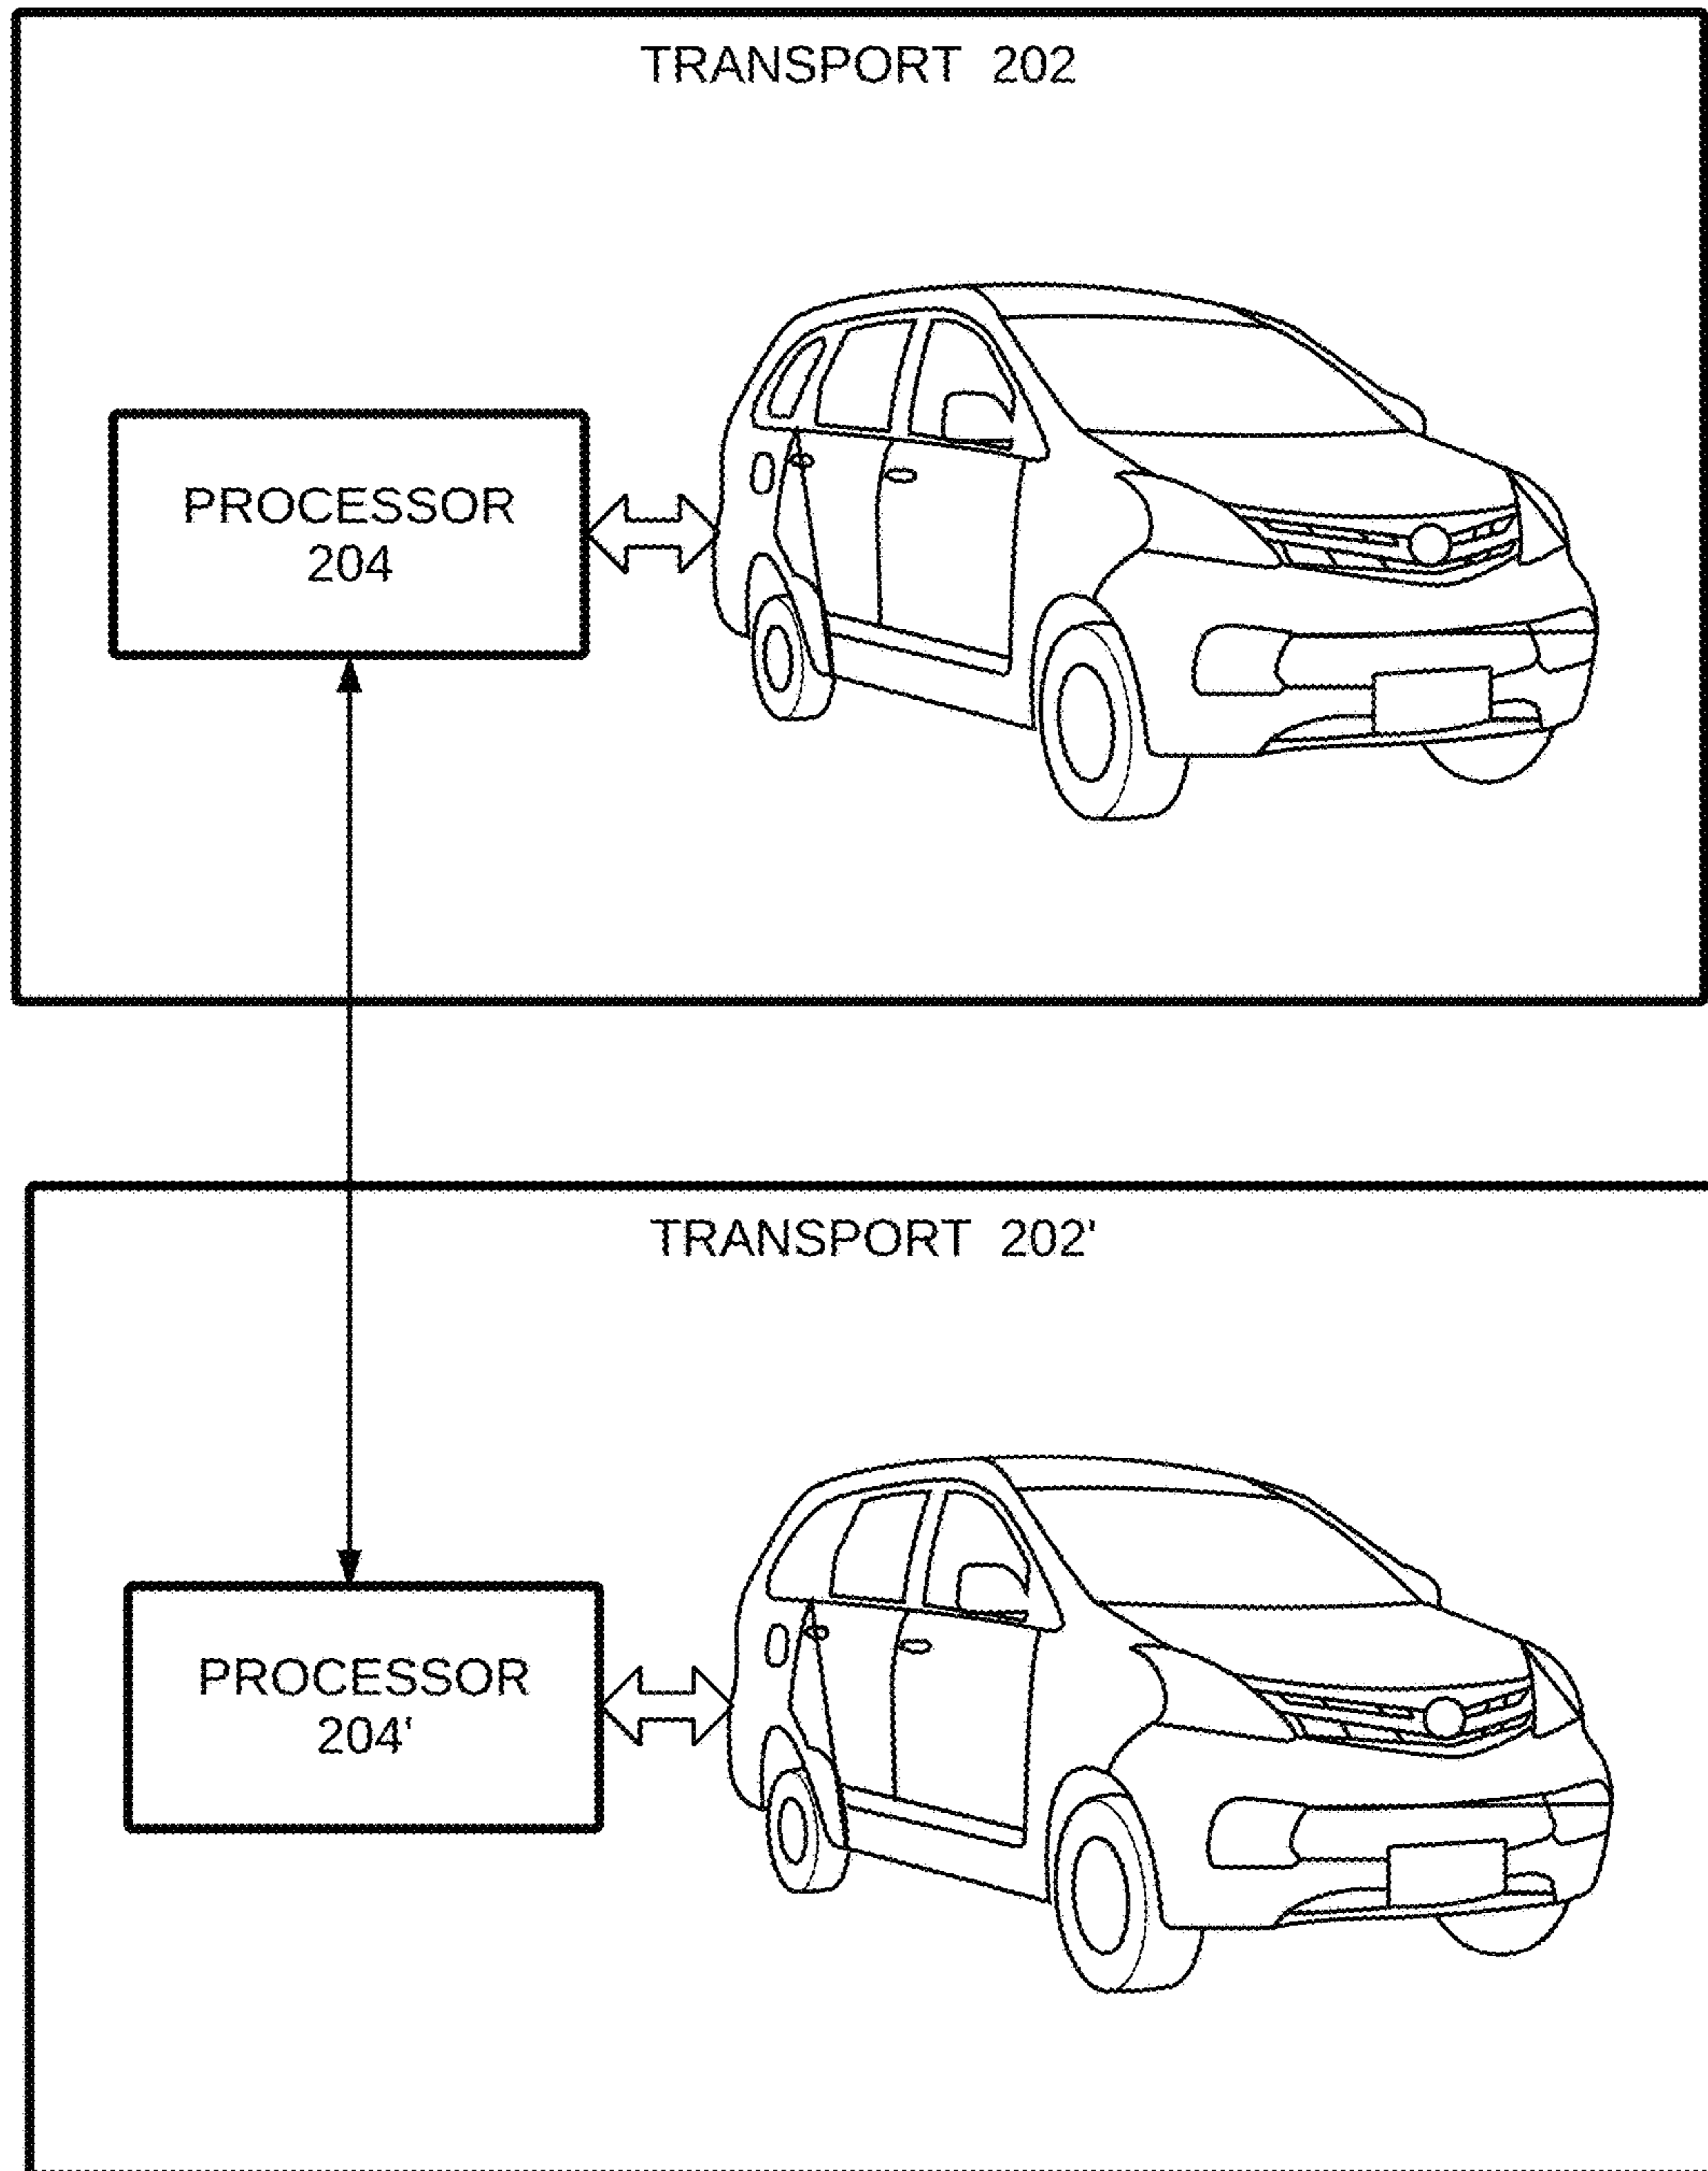 TRANSPORT 202
PROCESSOR
204
TRANSPORT 202'
PROCESSOR
204'